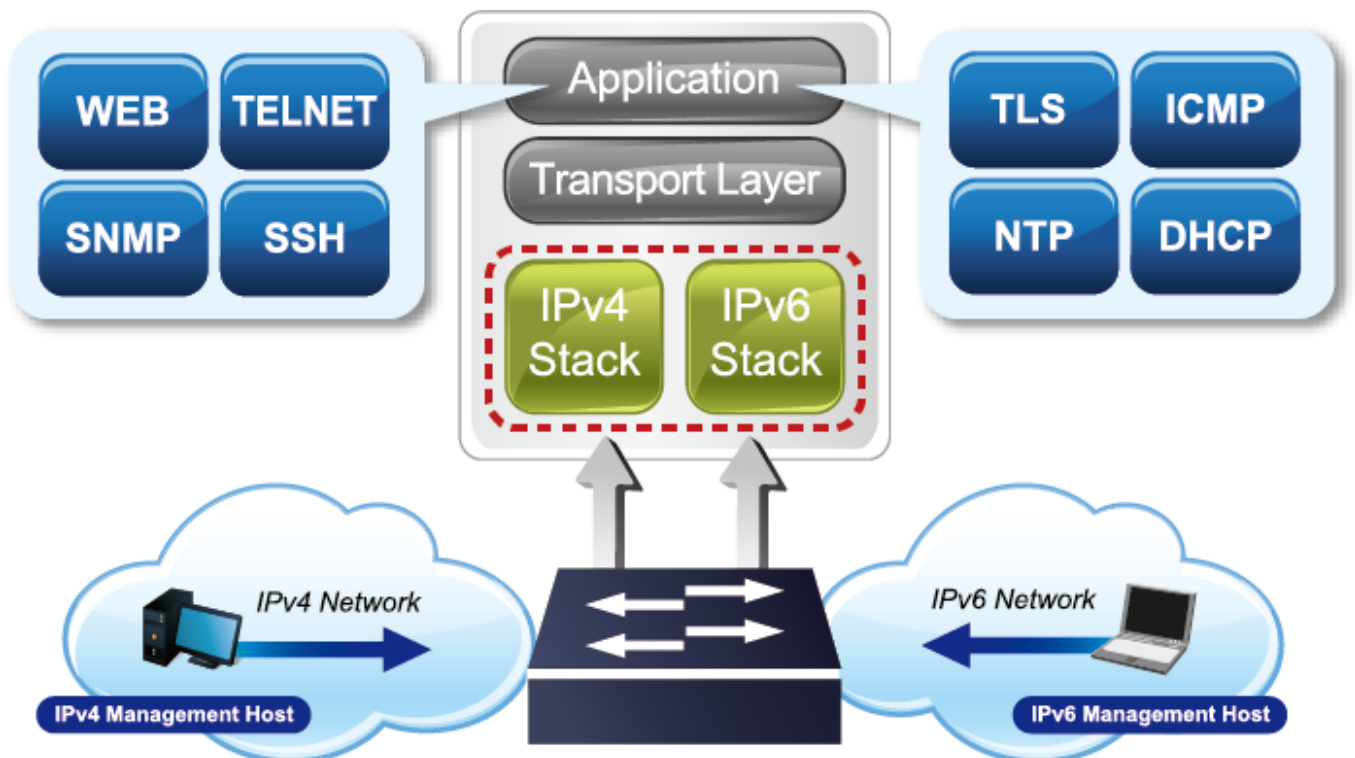 WEB
TELNET
SNMP
SSH
Application
Transport Layer
IPv4
Stack
IPv6
Stack
TLS
ICMP
NTP
DHCP
IPv4 Network
IPv4 Management Host
IPv6 Network
IPv6 Management Host